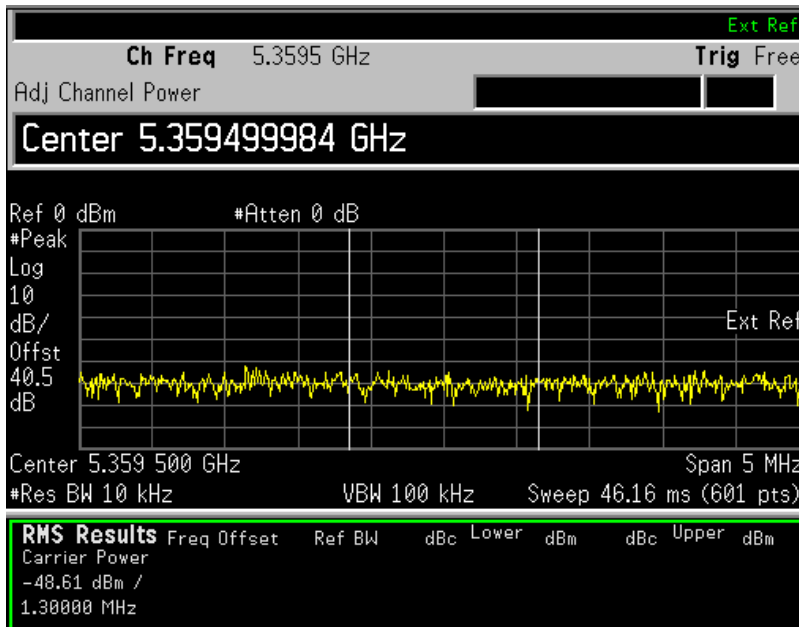 Ext Ref
Ch Freq 5.3595 GHz Trig Free
Adj Channel Power
Center 5.359499984 GHz
Ref 0 dBm #Atten 0 dB
#Peak
Log
10
dB/
Offst
40.5
dB
Ext Ref
Center 5.359 500 GHz Span 5 MHz
#Res BW 10 kHz VBW 100 kHz Sweep 46.16 ms (601 pts)
RMS Results Freq Offset Ref BW dBc Lower dBm dBc Upper dBm
Carrier Power
-48.61 dBm /
1.30000 MHz